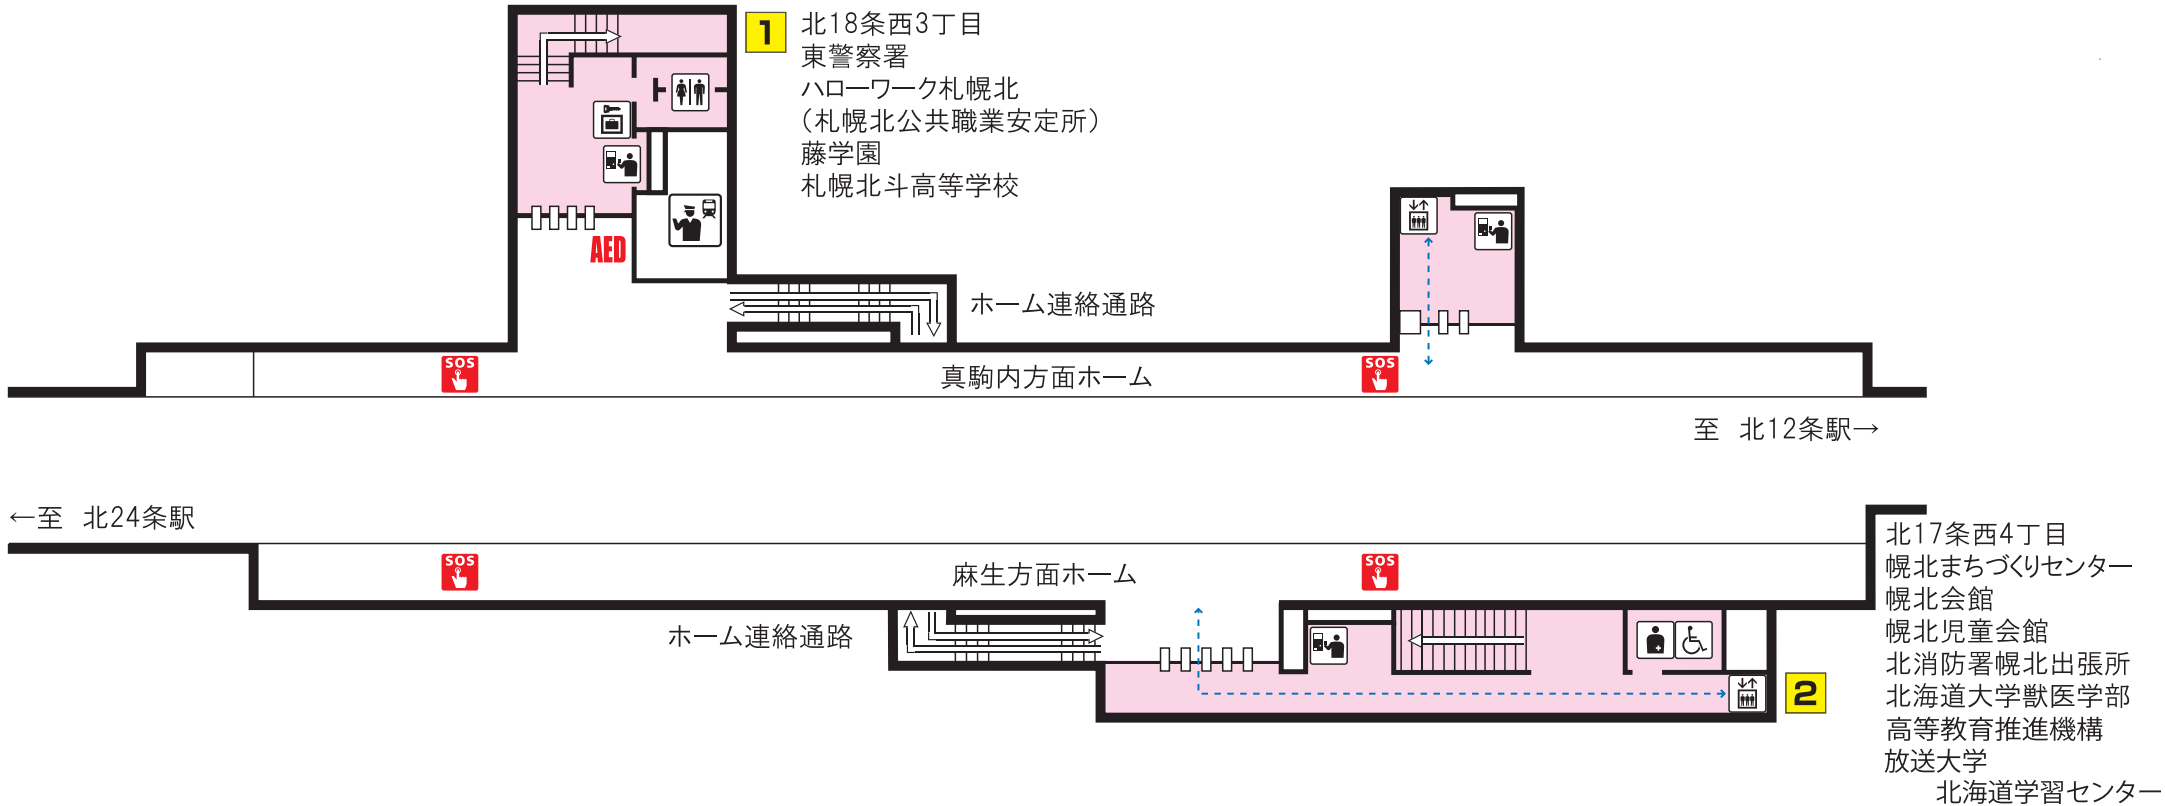 1
北18条西3丁目
東警察署
ハローワーク札幌北
（札幌北公共職業安定所）
藤学園
札幌北斗高等学校
AED
ホーム連絡通路
SOS
SOS
真駒内方面ホーム
至 北12条駅→
←至 北24条駅
SOS
SOS
麻生方面ホーム
ホーム連絡通路
2
北17条西4丁目
幌北まちづくりセンター
幌北会館
幌北児童会館
北消防署幌北出張所
北海道大学獣医学部
高等教育推進機構
放送大学
北海道学習センター